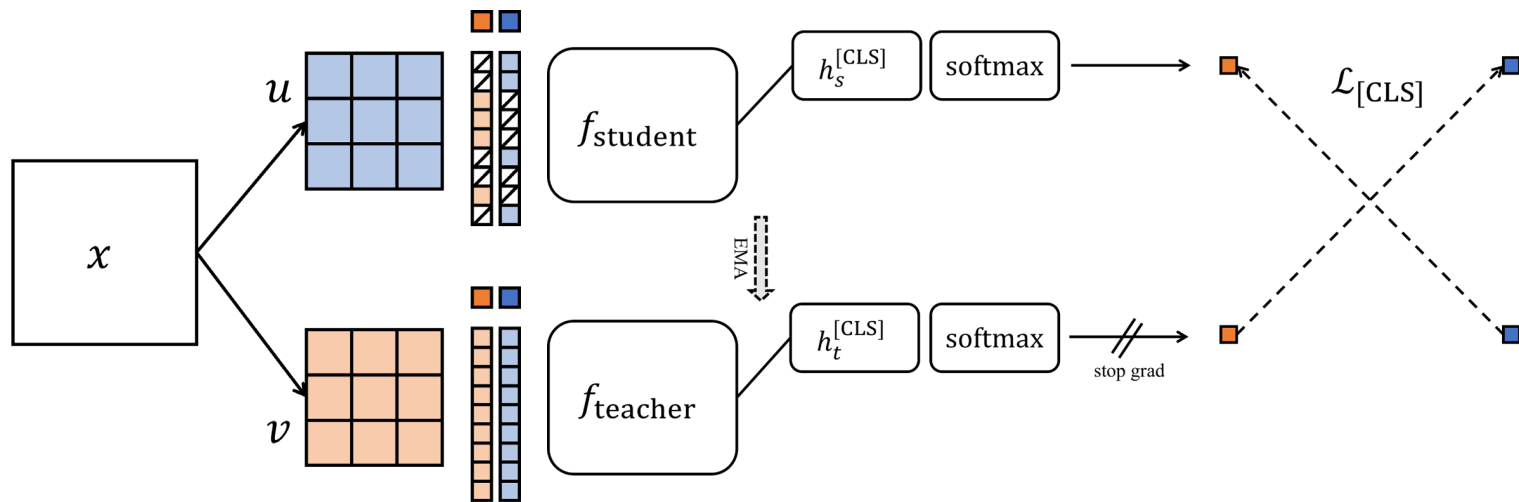 x
u
v
f_student
h_s^[CLS]
softmax
ℒ_[CLS]
EMA
f_teacher
h_t^[CLS]
softmax
stop grad